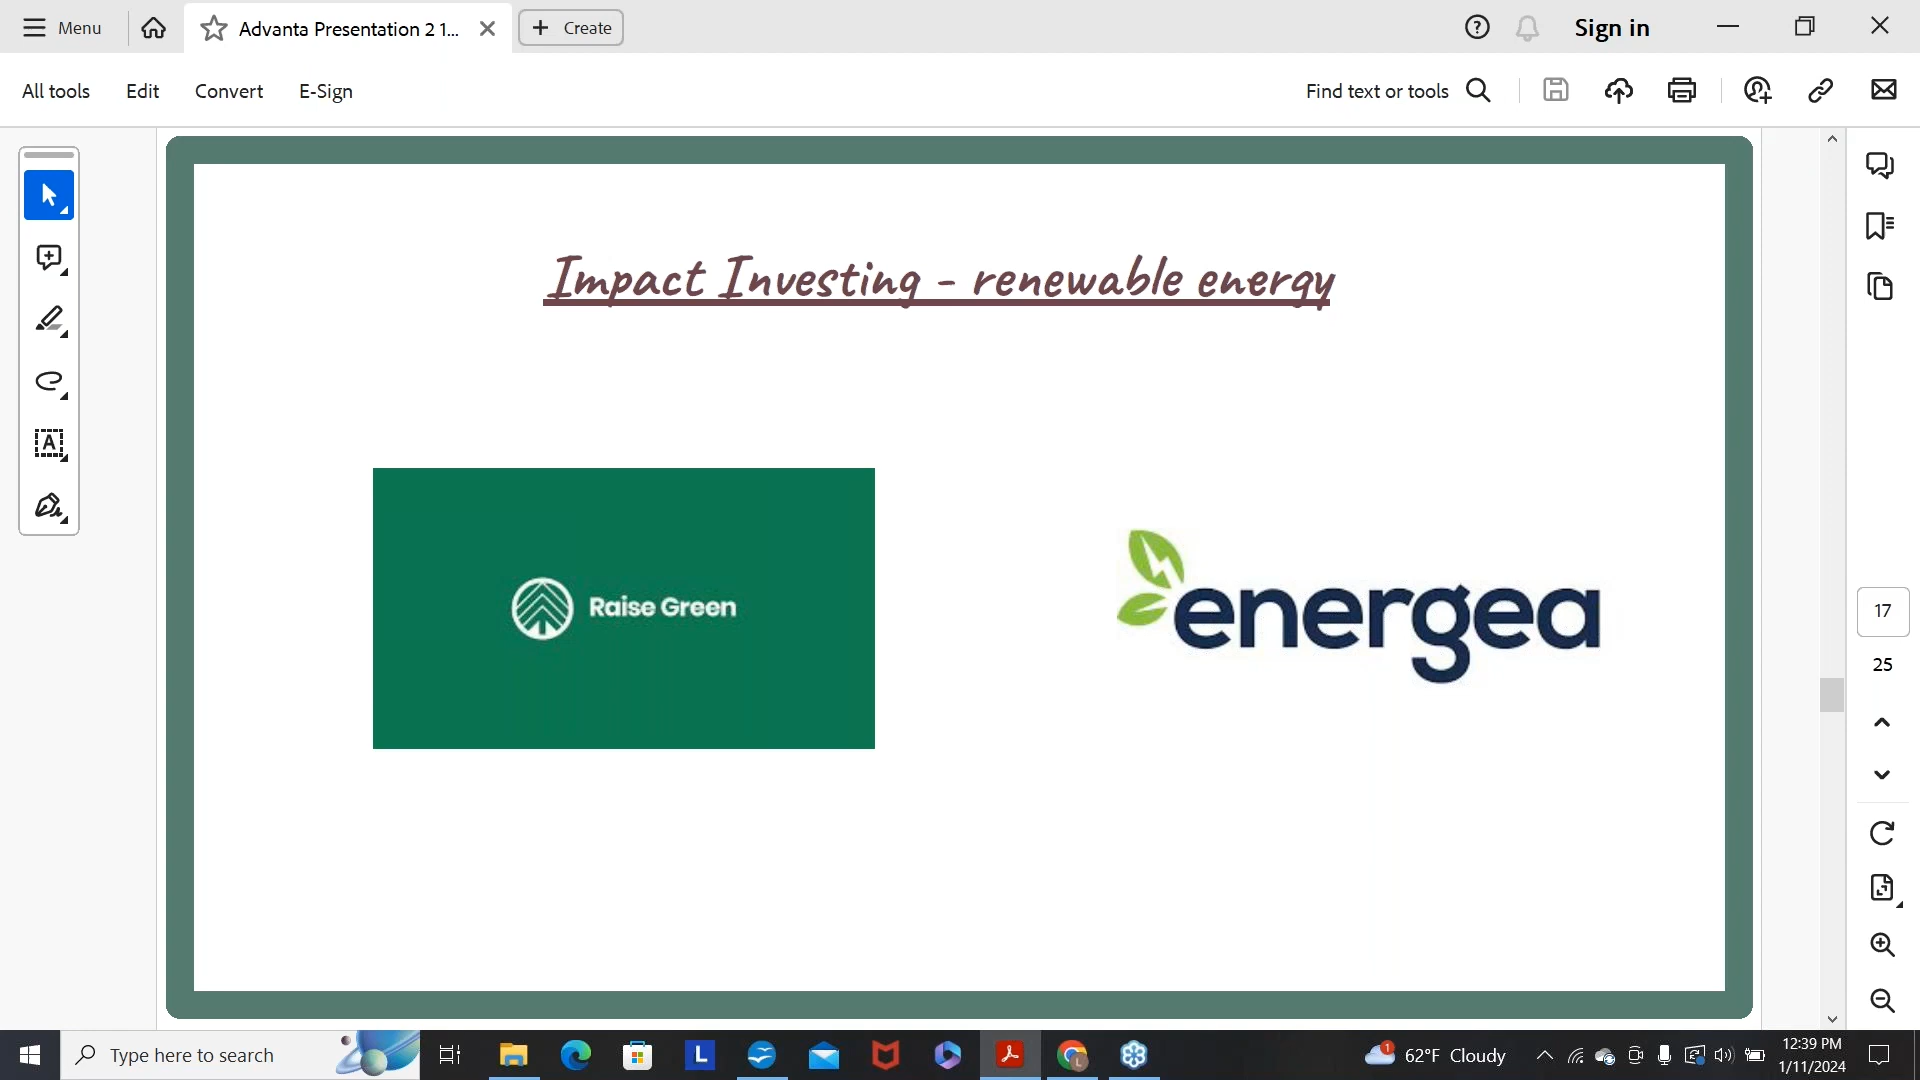 Menu
Advanta Presentation 2 1...
Create
Sign in
All tools
Edit
Convert
E-Sign
Find text or tools
Impact Investing - renewable energy
Raise Green
energea
17
25
Type here to search
L
1
62°F Cloudy
12:39 PM
1/11/2024